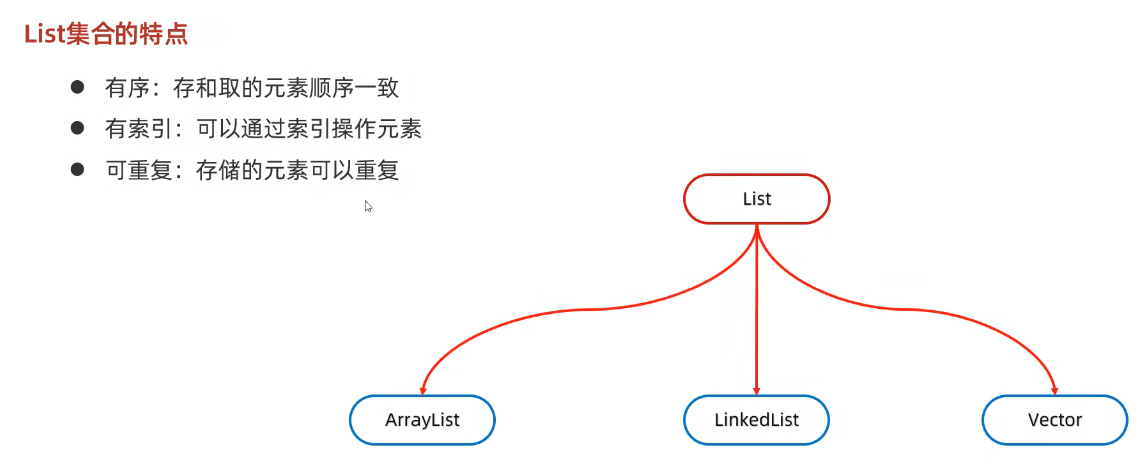 List集合的特点
● 有序：存和取的元素顺序一致
● 有索引：可以通过索引操作元素
● 可重复：存储的元素可以重复
List
ArrayList
LinkedList
Vector